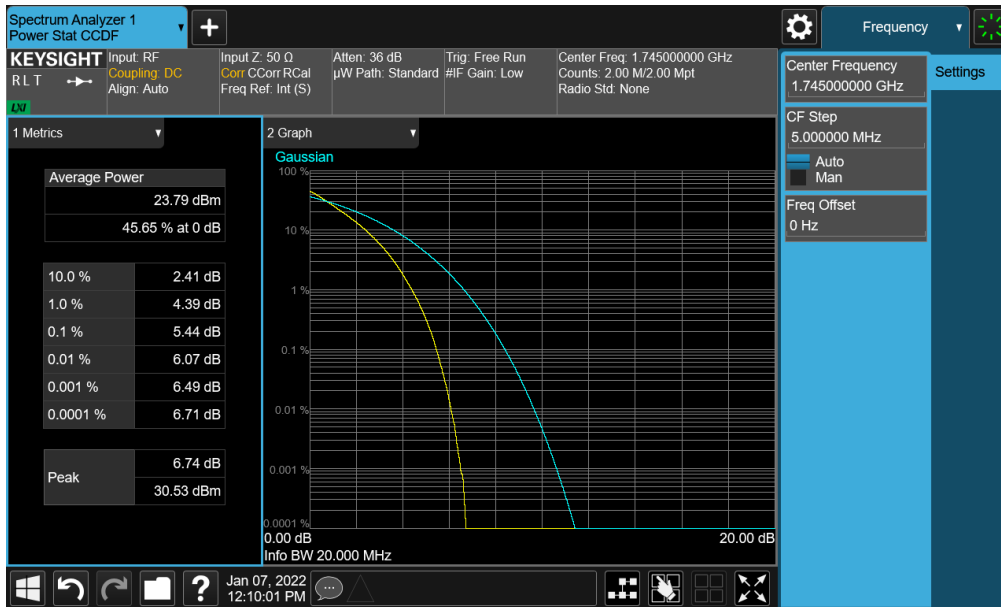 Spectrum Analyzer 1
Power Stat CCDF
+
Frequency
KEYSIGHT
R L T
LXI
Input: RF
Coupling: DC
Align: Auto
Input Z: 50 Ω
Corr CCorr RCal
Freq Ref: Int (S)
Atten: 36 dB
µW Path: Standard
Trig: Free Run
#IF Gain: Low
Center Freq: 1.745000000 GHz
Counts: 2.00 M/2.00 Mpt
Radio Std: None
Center Frequency
1.745000000 GHz
Settings
CF Step
5.000000 MHz
Auto
Man
Freq Offset
0 Hz
1 Metrics
Average Power
23.79 dBm
45.65 % at 0 dB
10.0 % 2.41 dB
1.0 % 4.39 dB
0.1 % 5.44 dB
0.01 % 6.07 dB
0.001 % 6.49 dB
0.0001 % 6.71 dB
Peak
6.74 dB
30.53 dBm
2 Graph
Gaussian
100 %
10 %
1 %
0.1 %
0.01 %
0.001 %
0.0001 %
0.00 dB 20.00 dB
Info BW 20.000 MHz
?
Jan 07, 2022
12:10:01 PM